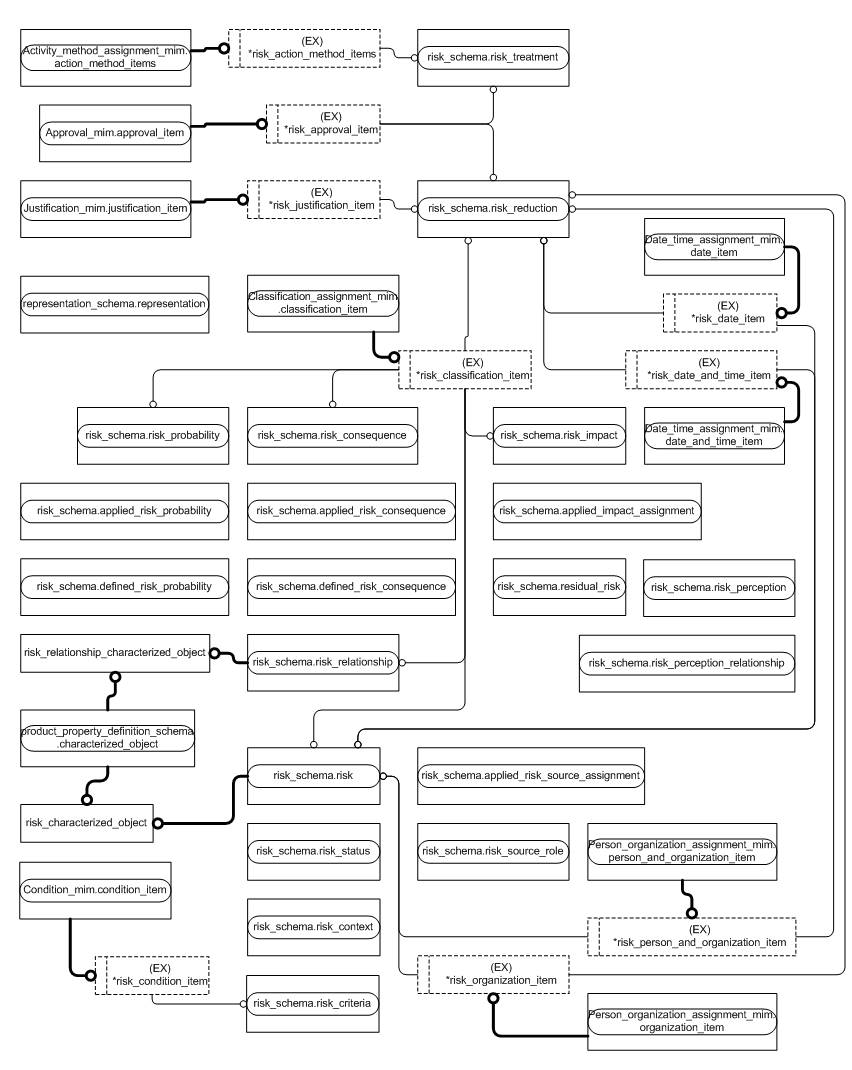 Activity_method_assignment_mim.
action_method_items
(EX)
*risk_action_method_items
risk_schema.risk_treatment
Approval_mim.approval_item
(EX)
*risk_approval_item
Justification_mim.justification_item
(EX)
*risk_justification_item
risk_schema.risk_reduction
Date_time_assignment_mim.
date_item
representation_schema.representation
Classification_assignment_mim
.classification_item
(EX)
*risk_date_item
(EX)
*risk_classification_item
(EX)
*risk_date_and_time_item
risk_schema.risk_probability
risk_schema.risk_consequence
risk_schema.risk_impact
Date_time_assignment_mim.
date_and_time_item
risk_schema.applied_risk_probability
risk_schema.applied_risk_consequence
risk_schema.applied_impact_assignment
risk_schema.defined_risk_probability
risk_schema.defined_risk_consequence
risk_schema.residual_risk
risk_schema.risk_perception
risk_relationship_characterized_object
risk_schema.risk_relationship
risk_schema.risk_perception_relationship
product_property_definition_schema
.characterized_object
risk_schema.risk
risk_schema.applied_risk_source_assignment
risk_characterized_object
risk_schema.risk_status
risk_schema.risk_source_role
Person_organization_assignment_mim.
person_and_organization_item
Condition_mim.condition_item
risk_schema.risk_context
(EX)
*risk_person_and_organization_item
(EX)
*risk_condition_item
(EX)
*risk_organization_item
risk_schema.risk_criteria
Person_organization_assignment_mim.
organization_item